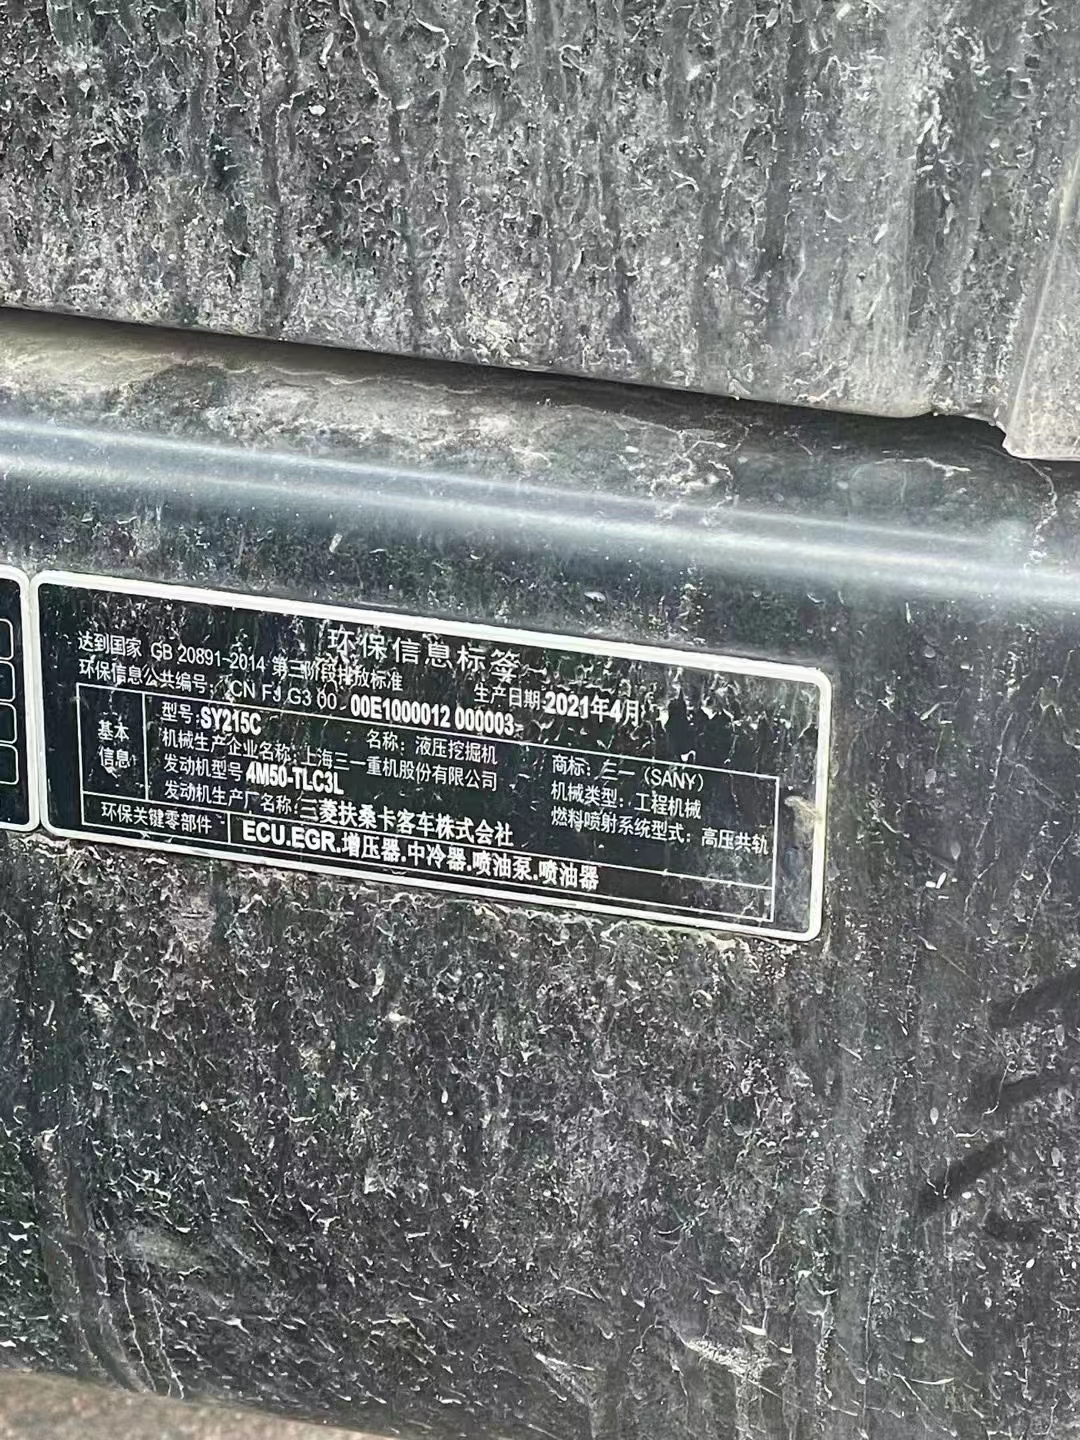 环保信息标签
达到国家 GB 20891-2014 第三阶段排放标准
生产日期:2021年4月
环保信息公共编号: CN FJ G3 00 00E1000012 000003
基本信息
型号:SY215C
名称:液压挖掘机
商标:三一(SANY)
机械生产企业名称:上海三一重机股份有限公司
机械类型:工程机械
发动机型号 4M50-TLC3L
燃料喷射系统型式:高压共轨
发动机生产厂名称:三菱扶桑卡客车株式会社
环保关键零部件
ECU.EGR.增压器.中冷器.喷油泵.喷油器